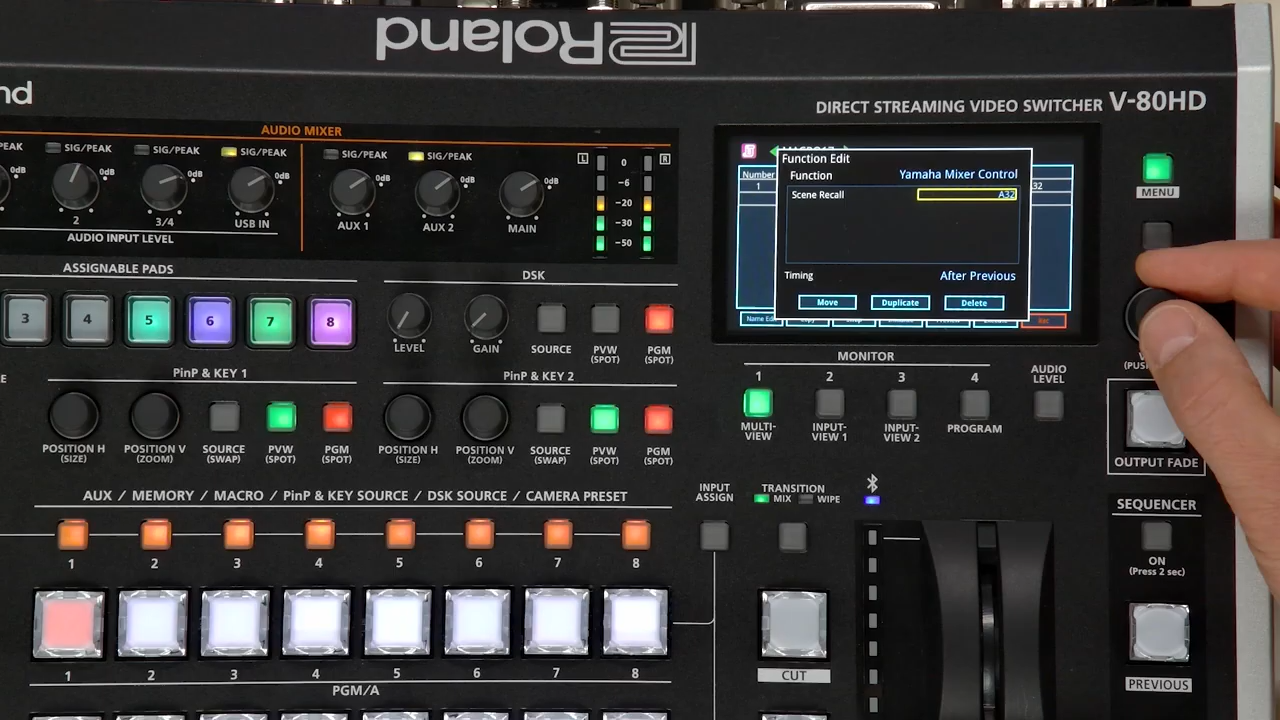 Roland
nd
DIRECT STREAMING VIDEO SWITCHER V-80HD
AUDIO MIXER
PEAK
SIG/PEAK
SIG/PEAK
SIG/PEAK
SIG/PEAK
SIG/PEAK
0dB
0dB
0dB
0dB
0dB
0dB
0dB
2
3/4
USB IN
AUX 1
AUX 2
MAIN
AUDIO INPUT LEVEL
L
R
0
-6
-20
-30
-50
Number
1
32
Function Edit
Function
Yamaha Mixer Control
Scene Recall
A32
Timing
After Previous
Move
Duplicate
Delete
MENU
ASSIGNABLE PADS
3
4
5
6
7
8
DSK
LEVEL
GAIN
SOURCE
PVW
(SPOT)
PGM
(SPOT)
PinP & KEY 1
POSITION H
(SIZE)
POSITION V
(ZOOM)
SOURCE
(SWAP)
PVW
(SPOT)
PGM
(SPOT)
PinP & KEY 2
POSITION H
(SIZE)
POSITION V
(ZOOM)
SOURCE
(SWAP)
PVW
(SPOT)
PGM
(SPOT)
MONITOR
1
2
3
4
MULTI-
VIEW
INPUT-
VIEW 1
INPUT-
VIEW 2
PROGRAM
AUDIO
LEVEL
OUTPUT FADE
AUX / MEMORY / MACRO / PinP & KEY SOURCE / DSK SOURCE / CAMERA PRESET
1
2
3
4
5
6
7
8
INPUT
ASSIGN
TRANSITION
MIX
WIPE
SEQUENCER
ON
(Press 2 sec)
PREVIOUS
1
2
3
4
5
6
7
8
PGM/A
CUT